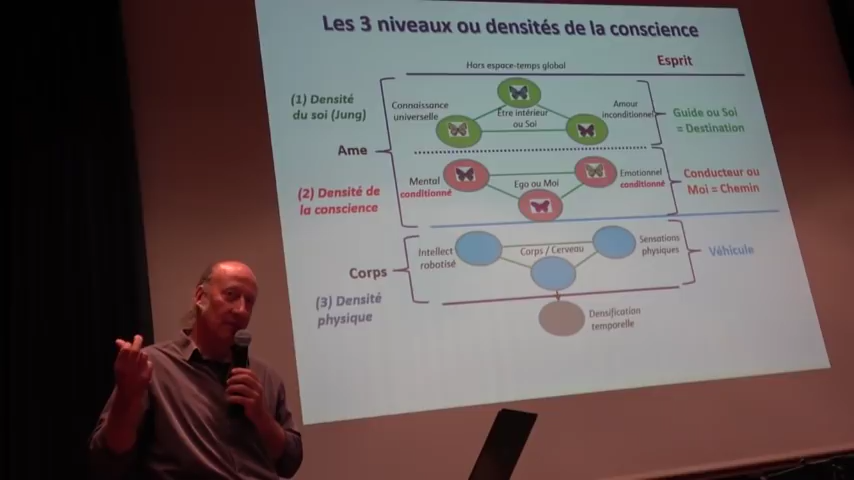 Les 3 niveaux ou densités de la conscience
Hors espace-temps global
Esprit
(1) Densité
du soi (Jung)
Connaissance
universelle
Etre intérieur
ou Soi
Amour
inconditionnel
Guide ou Soi
= Destination
Ame
(2) Densité de
la conscience
Mental
conditionné
Ego ou Moi
Emotionnel
conditionné
Conducteur ou
Moi = Chemin
Corps
(3) Densité
physique
Intellect
robotisé
Corps / Cerveau
Sensations
physiques
Véhicule
Densification
temporelle